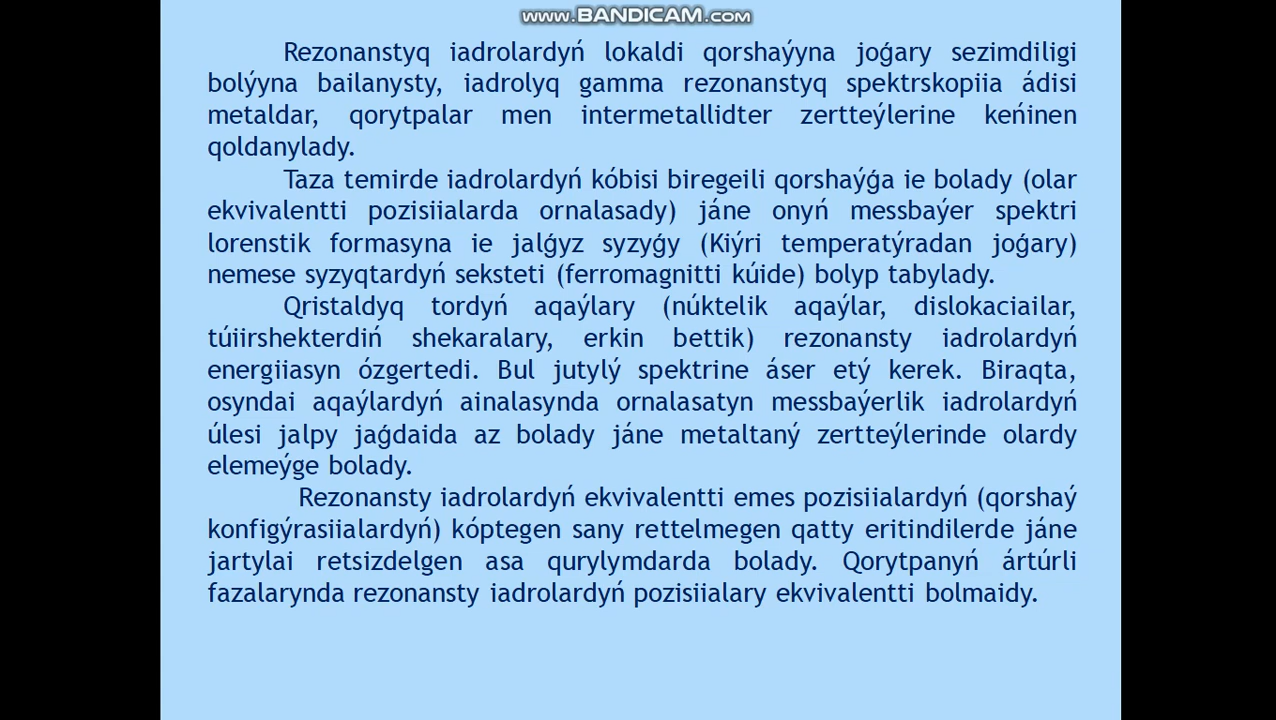 www.BANDICAM.com
Rezonanstyq iadrolardyń lokaldi qorshaýyna joǵary sezimdiligi
bolýyna bailanysty, iadrolyq gamma rezonanstyq spektrskopiia ádisi
metaldar, qorytpalar men intermetallidter zertteýlerine keńinen
qoldanylady.
Taza temirde iadrolardyń kóbisi biregeili qorshaýǵa ie bolady (olar
ekvivalentti pozisiialarda ornalasady) jáne onyń messbaýer spektri
lorenstik formasyna ie jalǵyz syzyǵy (Kiýri temperatýradan joǵary)
nemese syzyqtardyń seksteti (ferromagnitti kúide) bolyp tabylady.
Qristaldyq tordyń aqaýlary (núktelik aqaýlar, dislokaciailar,
túiirshekterdiń shekaralary, erkin bettik) rezonansty iadrolardyń
energiiasyn ózgertedi. Bul jutylý spektrine áser etý kerek. Biraqta,
osyndai aqaýlardyń ainalasynda ornalasatyn messbaýerlik iadrolardyń
úlesi jalpy jaǵdaida az bolady jáne metaltaný zertteýlerinde olardy
elemeýge bolady.
Rezonansty iadrolardyń ekvivalentti emes pozisiialardyń (qorshaý
konfigýrasiialardyń) kóptegen sany rettelmegen qatty eritindilerde jáne
jartylai retsizdelgen asa qurylymdarda bolady. Qorytpanyń ártúrli
fazalarynda rezonansty iadrolardyń pozisiialary ekvivalentti bolmaidy.